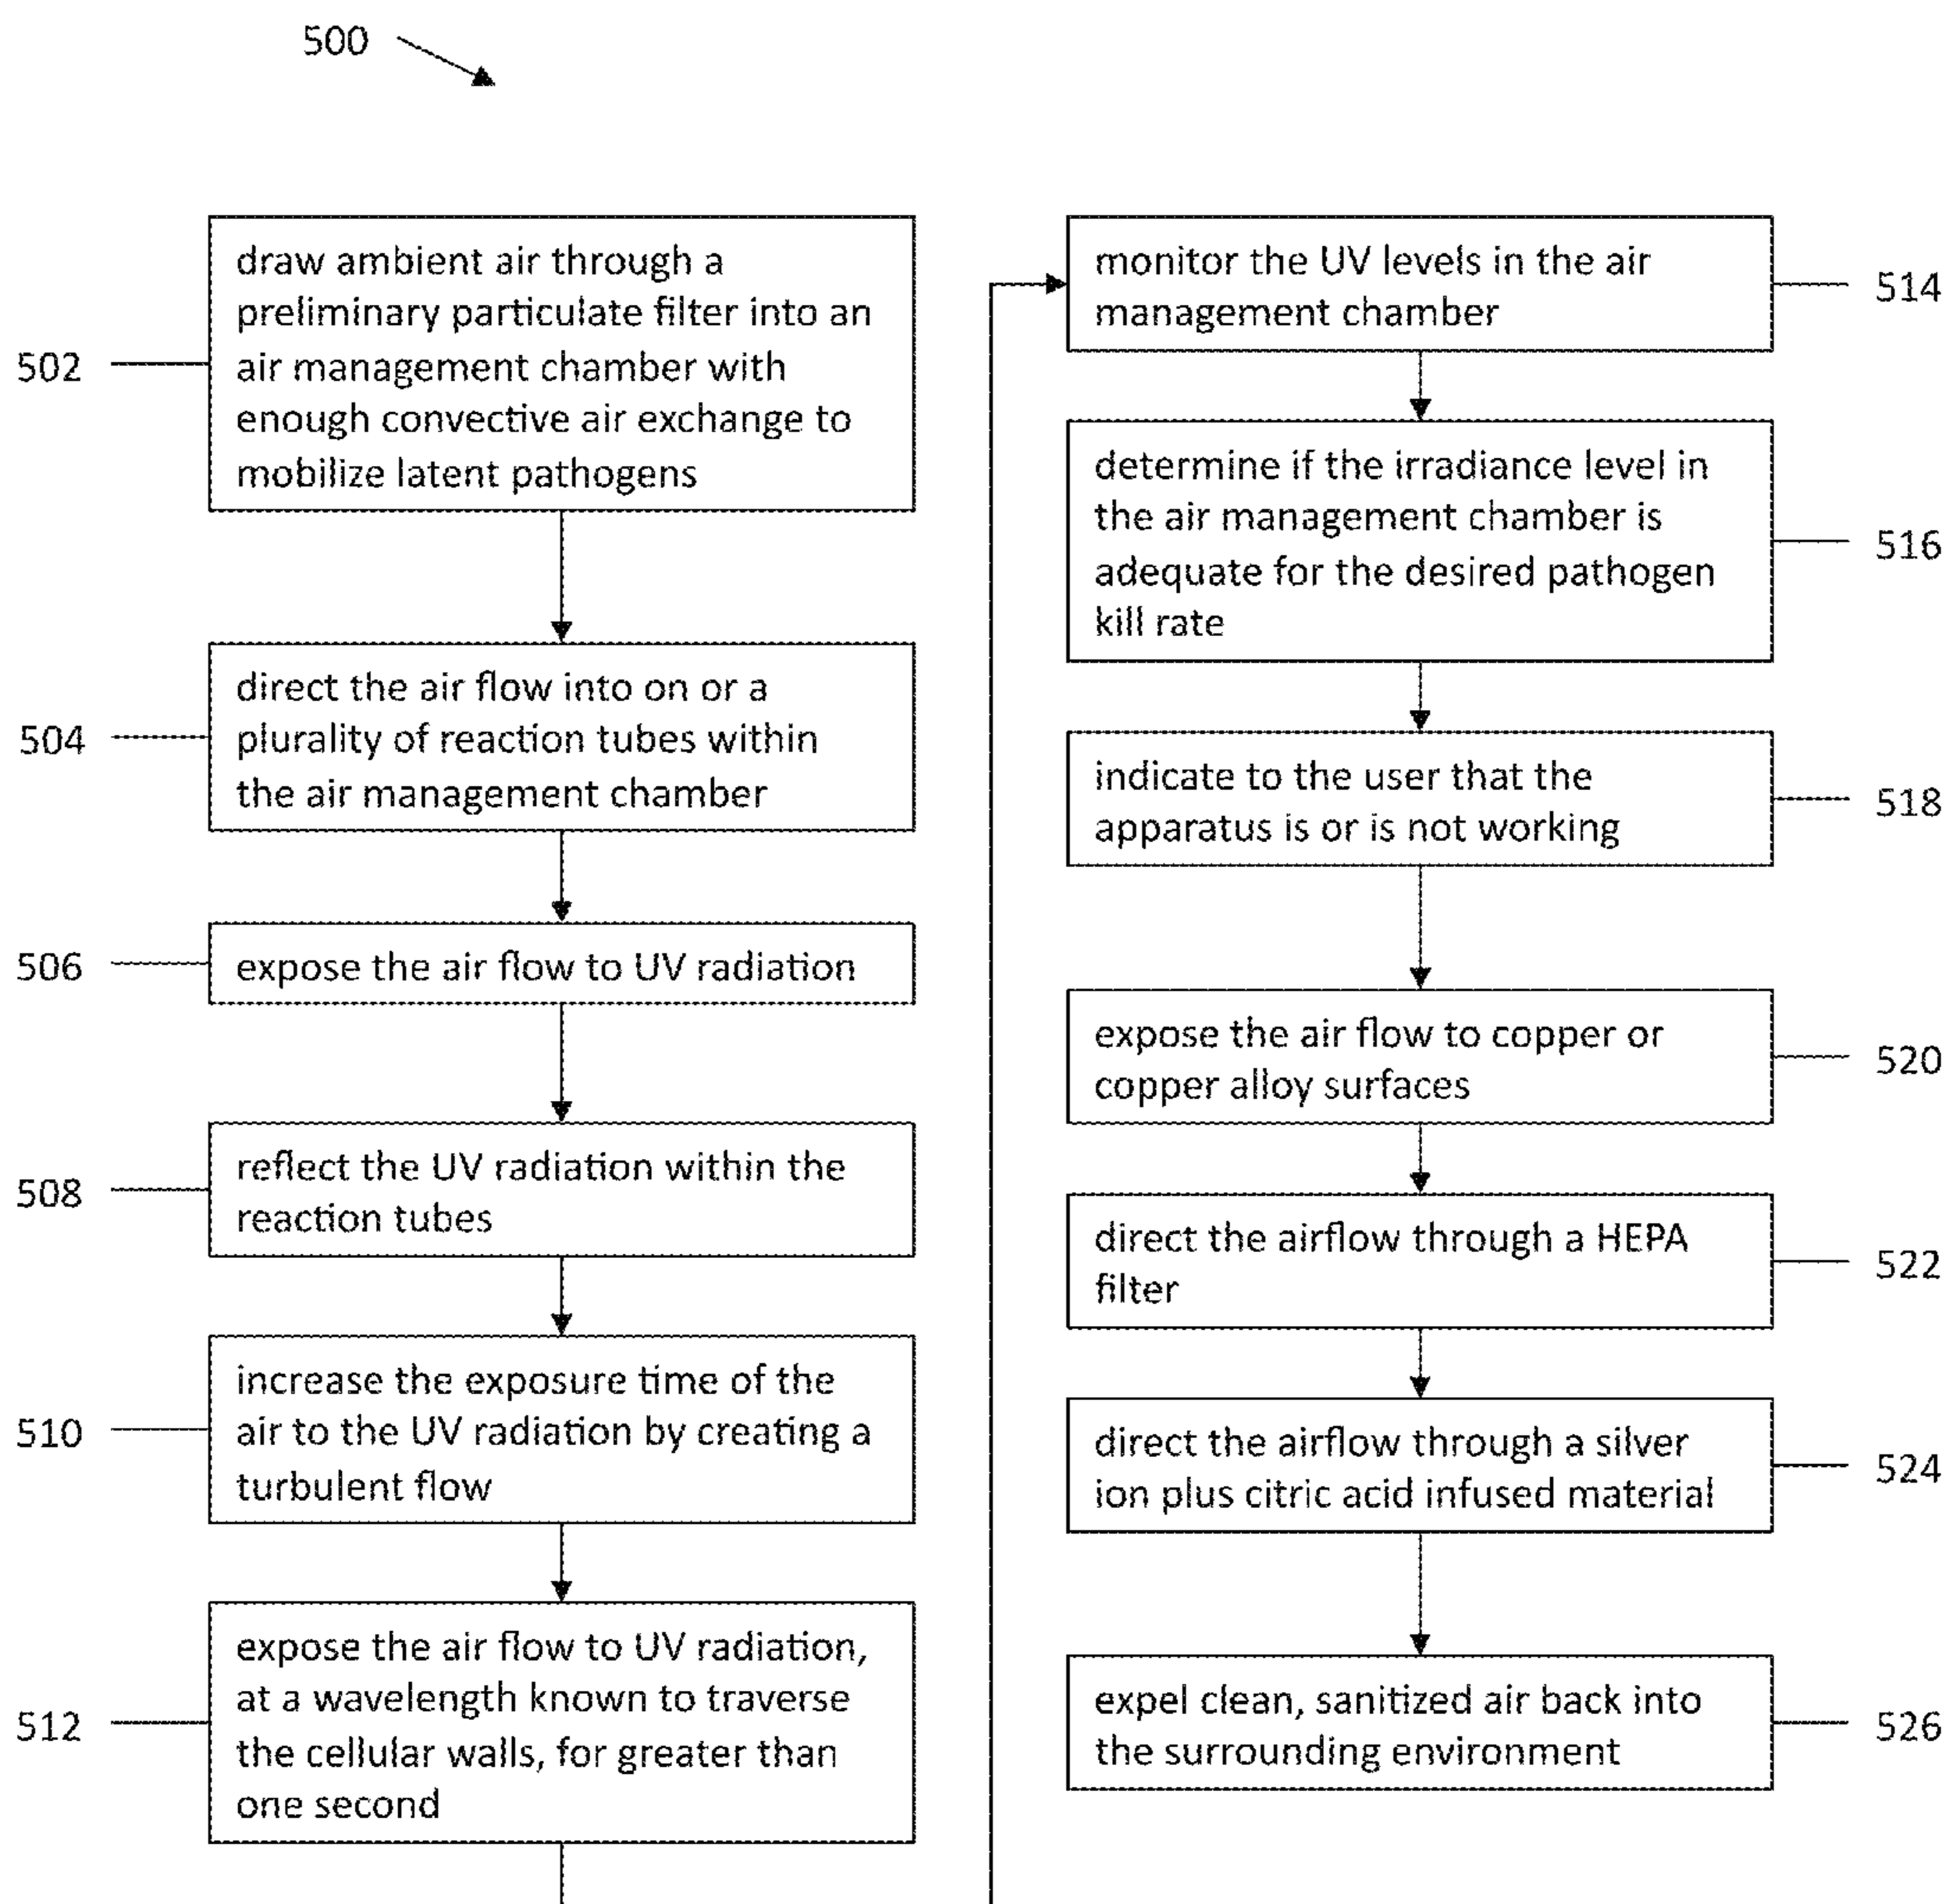 500
502
draw ambient air through a
preliminary particulate filter into an
air management chamber with
enough convective air exchange to
mobilize latent pathogens
504
direct the air flow into on or a
plurality of reaction tubes within
the air management chamber
506
expose the air flow to UV radiation
508
reflect the UV radiation within the
reaction tubes
510
increase the exposure time of the
air to the UV radiation by creating a
turbulent flow
512
expose the air flow to UV radiation,
at a wavelength known to traverse
the cellular walls, for greater than
one second
monitor the UV levels in the air
management chamber
514
determine if the irradiance level in
the air management chamber is
adequate for the desired pathogen
kill rate
516
indicate to the user that the
apparatus is or is not working
518
expose the air flow to copper or
copper alloy surfaces
520
direct the airflow through a HEPA
filter
522
direct the airflow through a silver
ion plus citric acid infused material
524
expel clean, sanitized air back into
the surrounding environment
526